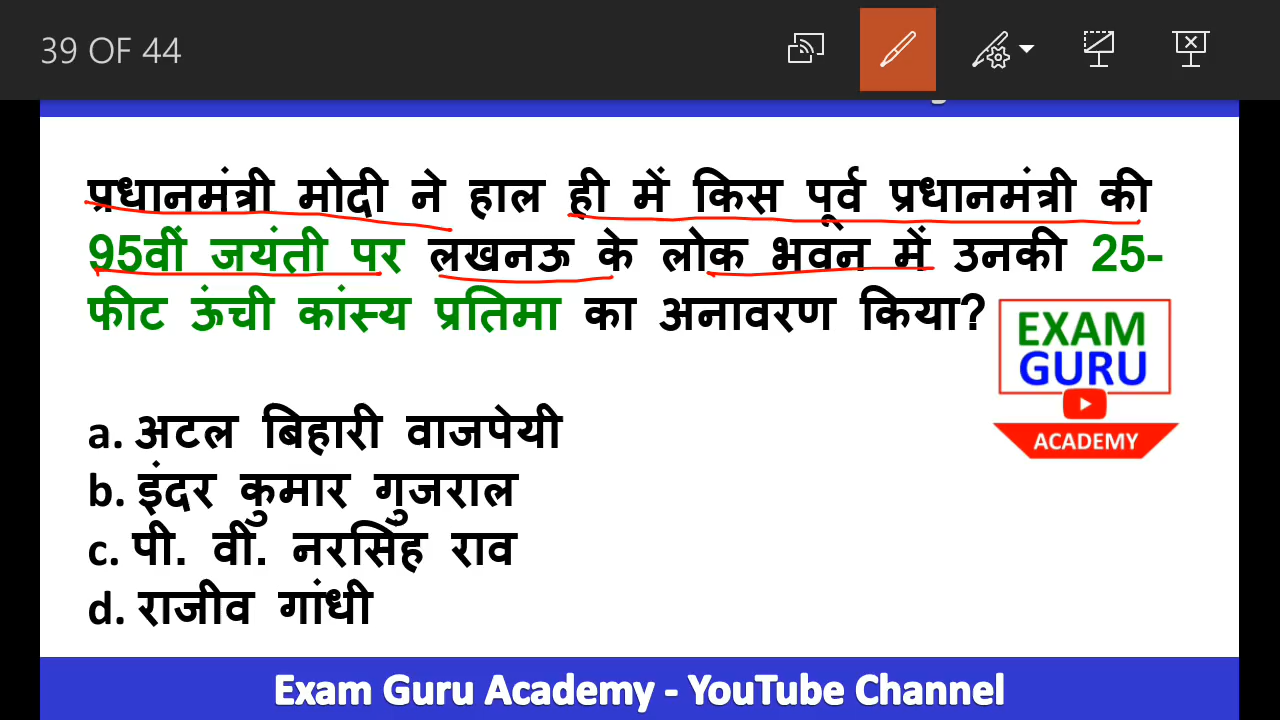 39 OF 44
प्रधानमंत्री मोदी ने हाल ही में किस पूर्व प्रधानमंत्री की
95वीं जयंती पर लखनऊ के लोक भवन में उनकी 25-
फीट ऊंची कांस्य प्रतिमा का अनावरण किया?
EXAM
GURU
ACADEMY
a. अटल बिहारी वाजपेयी
b. इंदर कुमार गुजराल
c. पी. वी. नरसिंह राव
d. राजीव गांधी
Exam Guru Academy - YouTube Channel